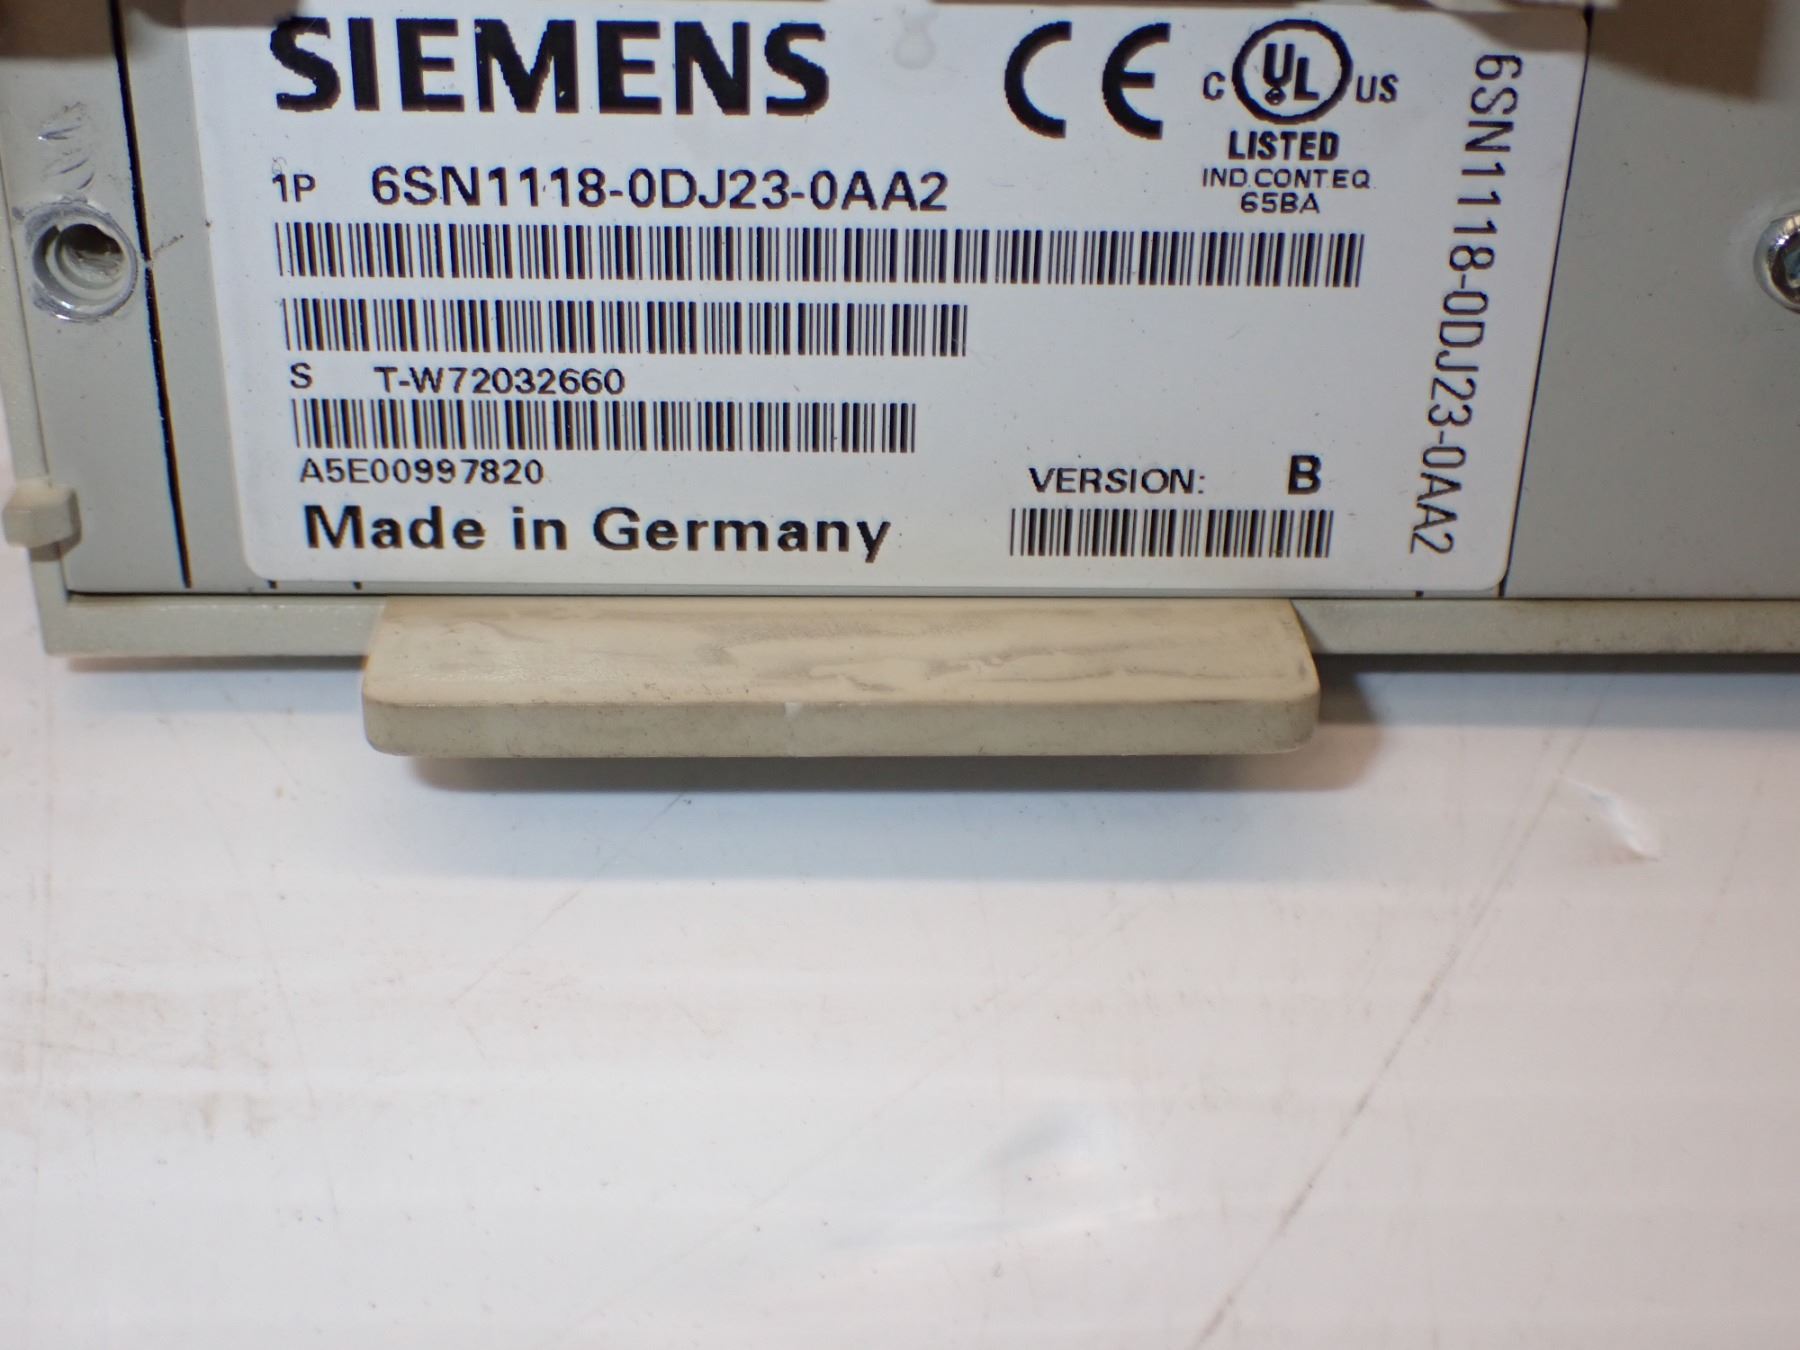 SIEMENS
CE
C UL US
LISTED
IND.CONT.EQ
65BA
1P 6SN1118-0DJ23-0AA2
S T-W72032660
A5E00997820
VERSION: B
Made in Germany
6SN1118-0DJ23-0AA2